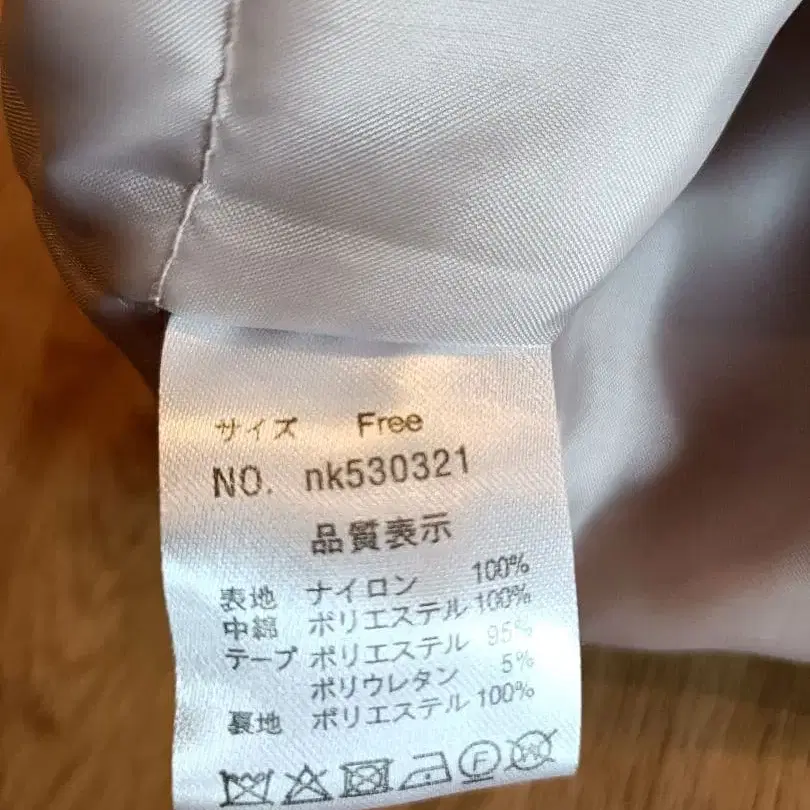 サイズ Free
NO. nk530321
品質表示
表地 ナイロン 100%
中綿 ポリエステル 100%
テープ ポリエステル 95%
ポリウレタン 5%
裏地 ポリエステル 100%
F
W